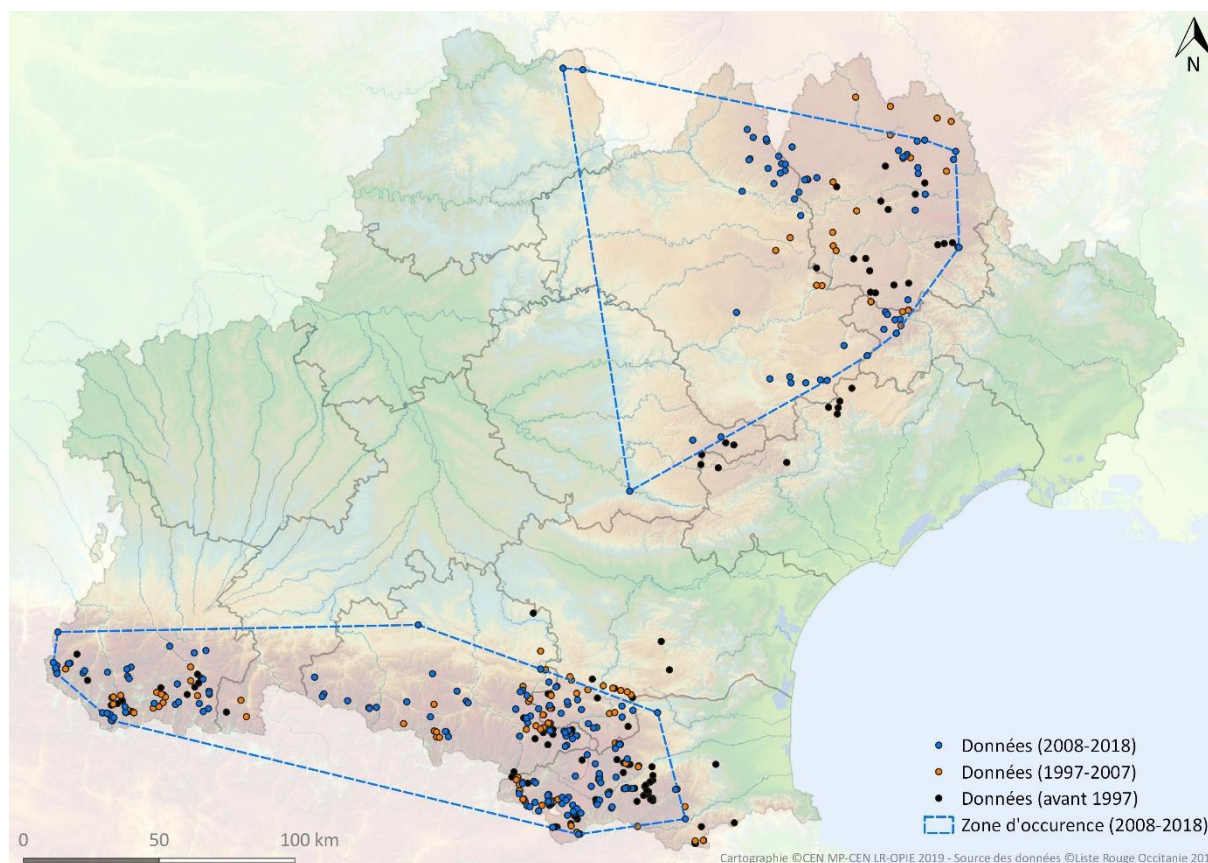 N
Données (2008-2018)
Données (1997-2007)
Données (avant 1997)
Zone d'occurence (2008-2018)
0 50 100 km
Cartographie ©CEN MP-CEN LR-OPIE 2019 - Source des données ©Liste Rouge Occitanie 201